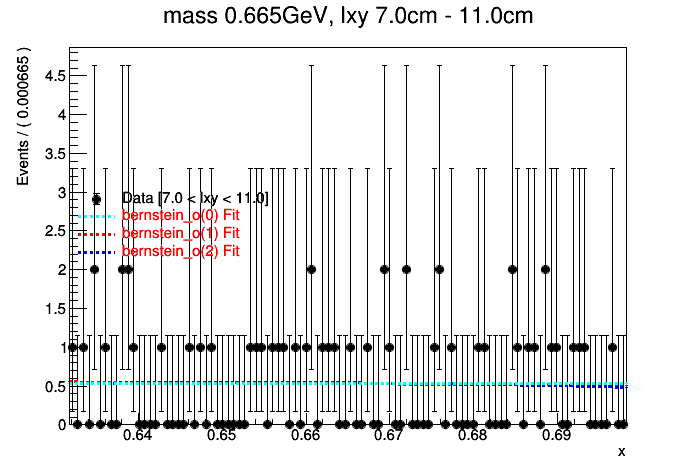 mass 0.665GeV, lxy 7.0cm - 11.0cm
Events / ( 0.000665 )
4.5
4
3.5
3
2.5
2
1.5
1
0.5
0
Data [7.0 < lxy < 11.0]
bernstein_o(0) Fit
bernstein_o(1) Fit
bernstein_o(2) Fit
0.64 0.65 0.66 0.67 0.68 0.69
x